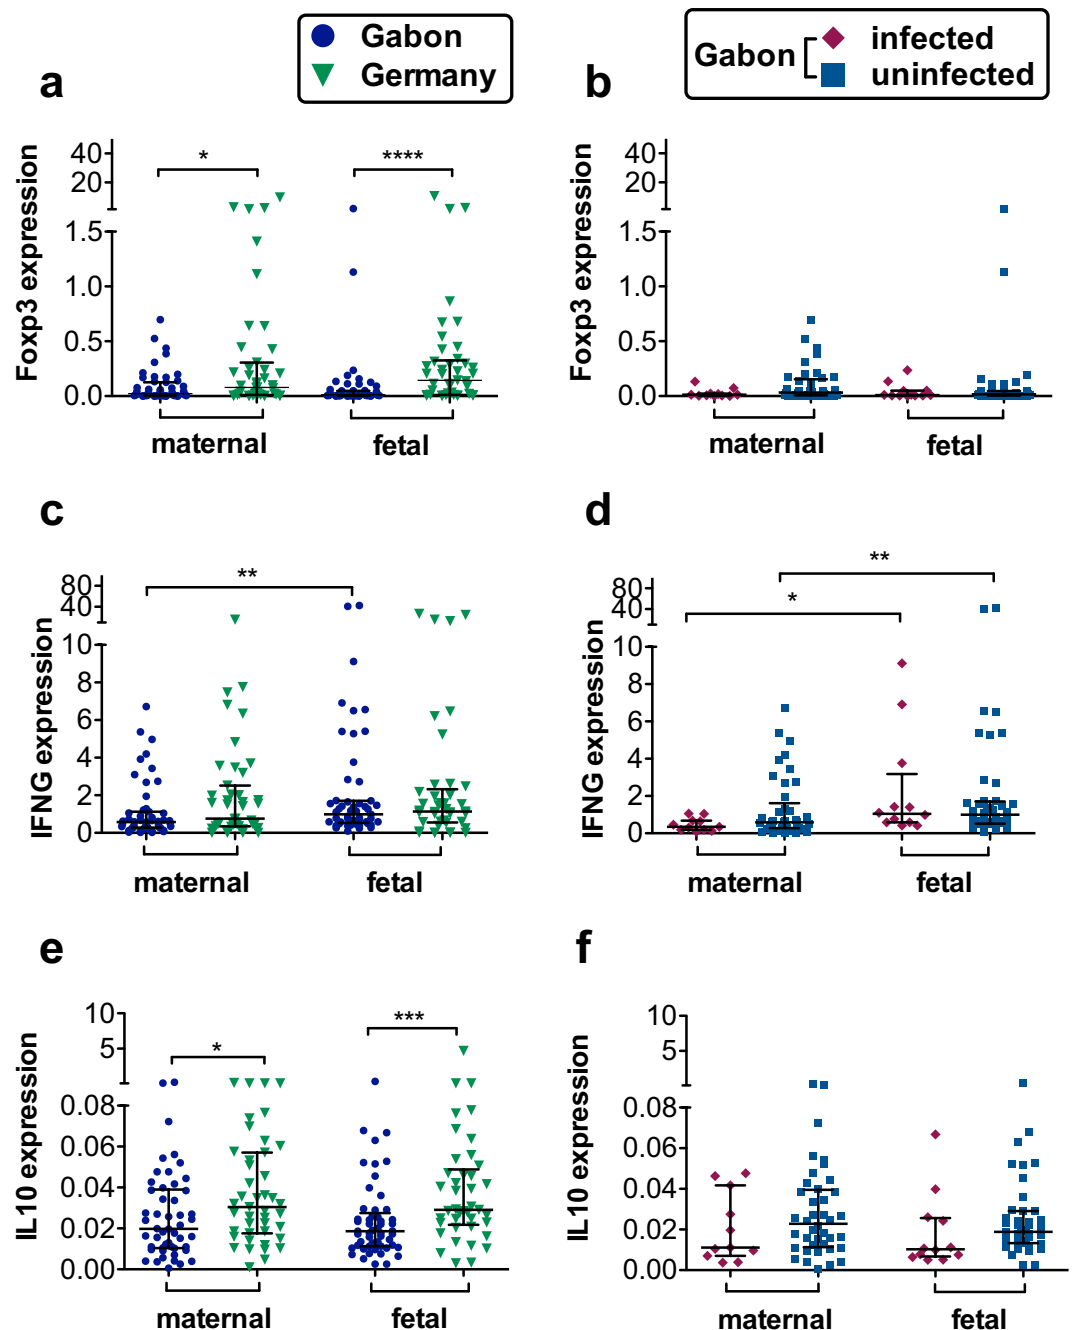 Gabon
Germany
Gabon
infected
uninfected
a
Foxp3 expression
40
20
1.5
1.0
0.5
0.0
*
****
maternal
fetal
b
Foxp3 expression
40
20
1.5
1.0
0.5
0.0
maternal
fetal
c
IFNG expression
80
40
10
8
6
4
2
0
**
maternal
fetal
d
IFNG expression
80
40
10
8
6
4
2
0
*
**
maternal
fetal
e
IL10 expression
10
5
0.08
0.06
0.04
0.02
0.00
*
***
maternal
fetal
f
IL10 expression
10
5
0.08
0.06
0.04
0.02
0.00
maternal
fetal